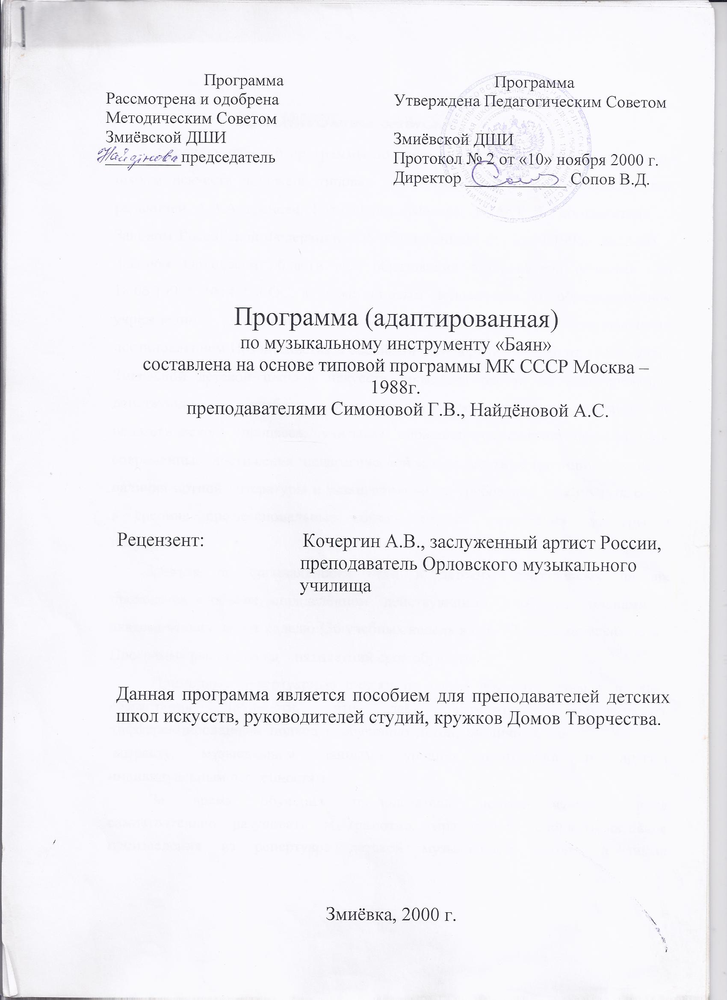 Программа
Рассмотрена и одобрена
Методическим Советом
Змиёвской ДШИ
Найдёнова председатель
Программа
Утверждена Педагогическим Советом
Змиёвской ДШИ
Протокол № 2 от «10» ноября 2000 г.
Директор Сопов В.Д.
Программа (адаптированная)
по музыкальному инструменту «Баян»
составлена на основе типовой программы МК СССР Москва –
1988г.
преподавателями Симоновой Г.В., Найдёновой А.С.
Рецензент: Кочергин А.В., заслуженный артист России,
преподаватель Орловского музыкального
училища
Данная программа является пособием для преподавателей детских
школ искусств, руководителей студий, кружков Домов Творчества.
Змиёвка, 2000 г.